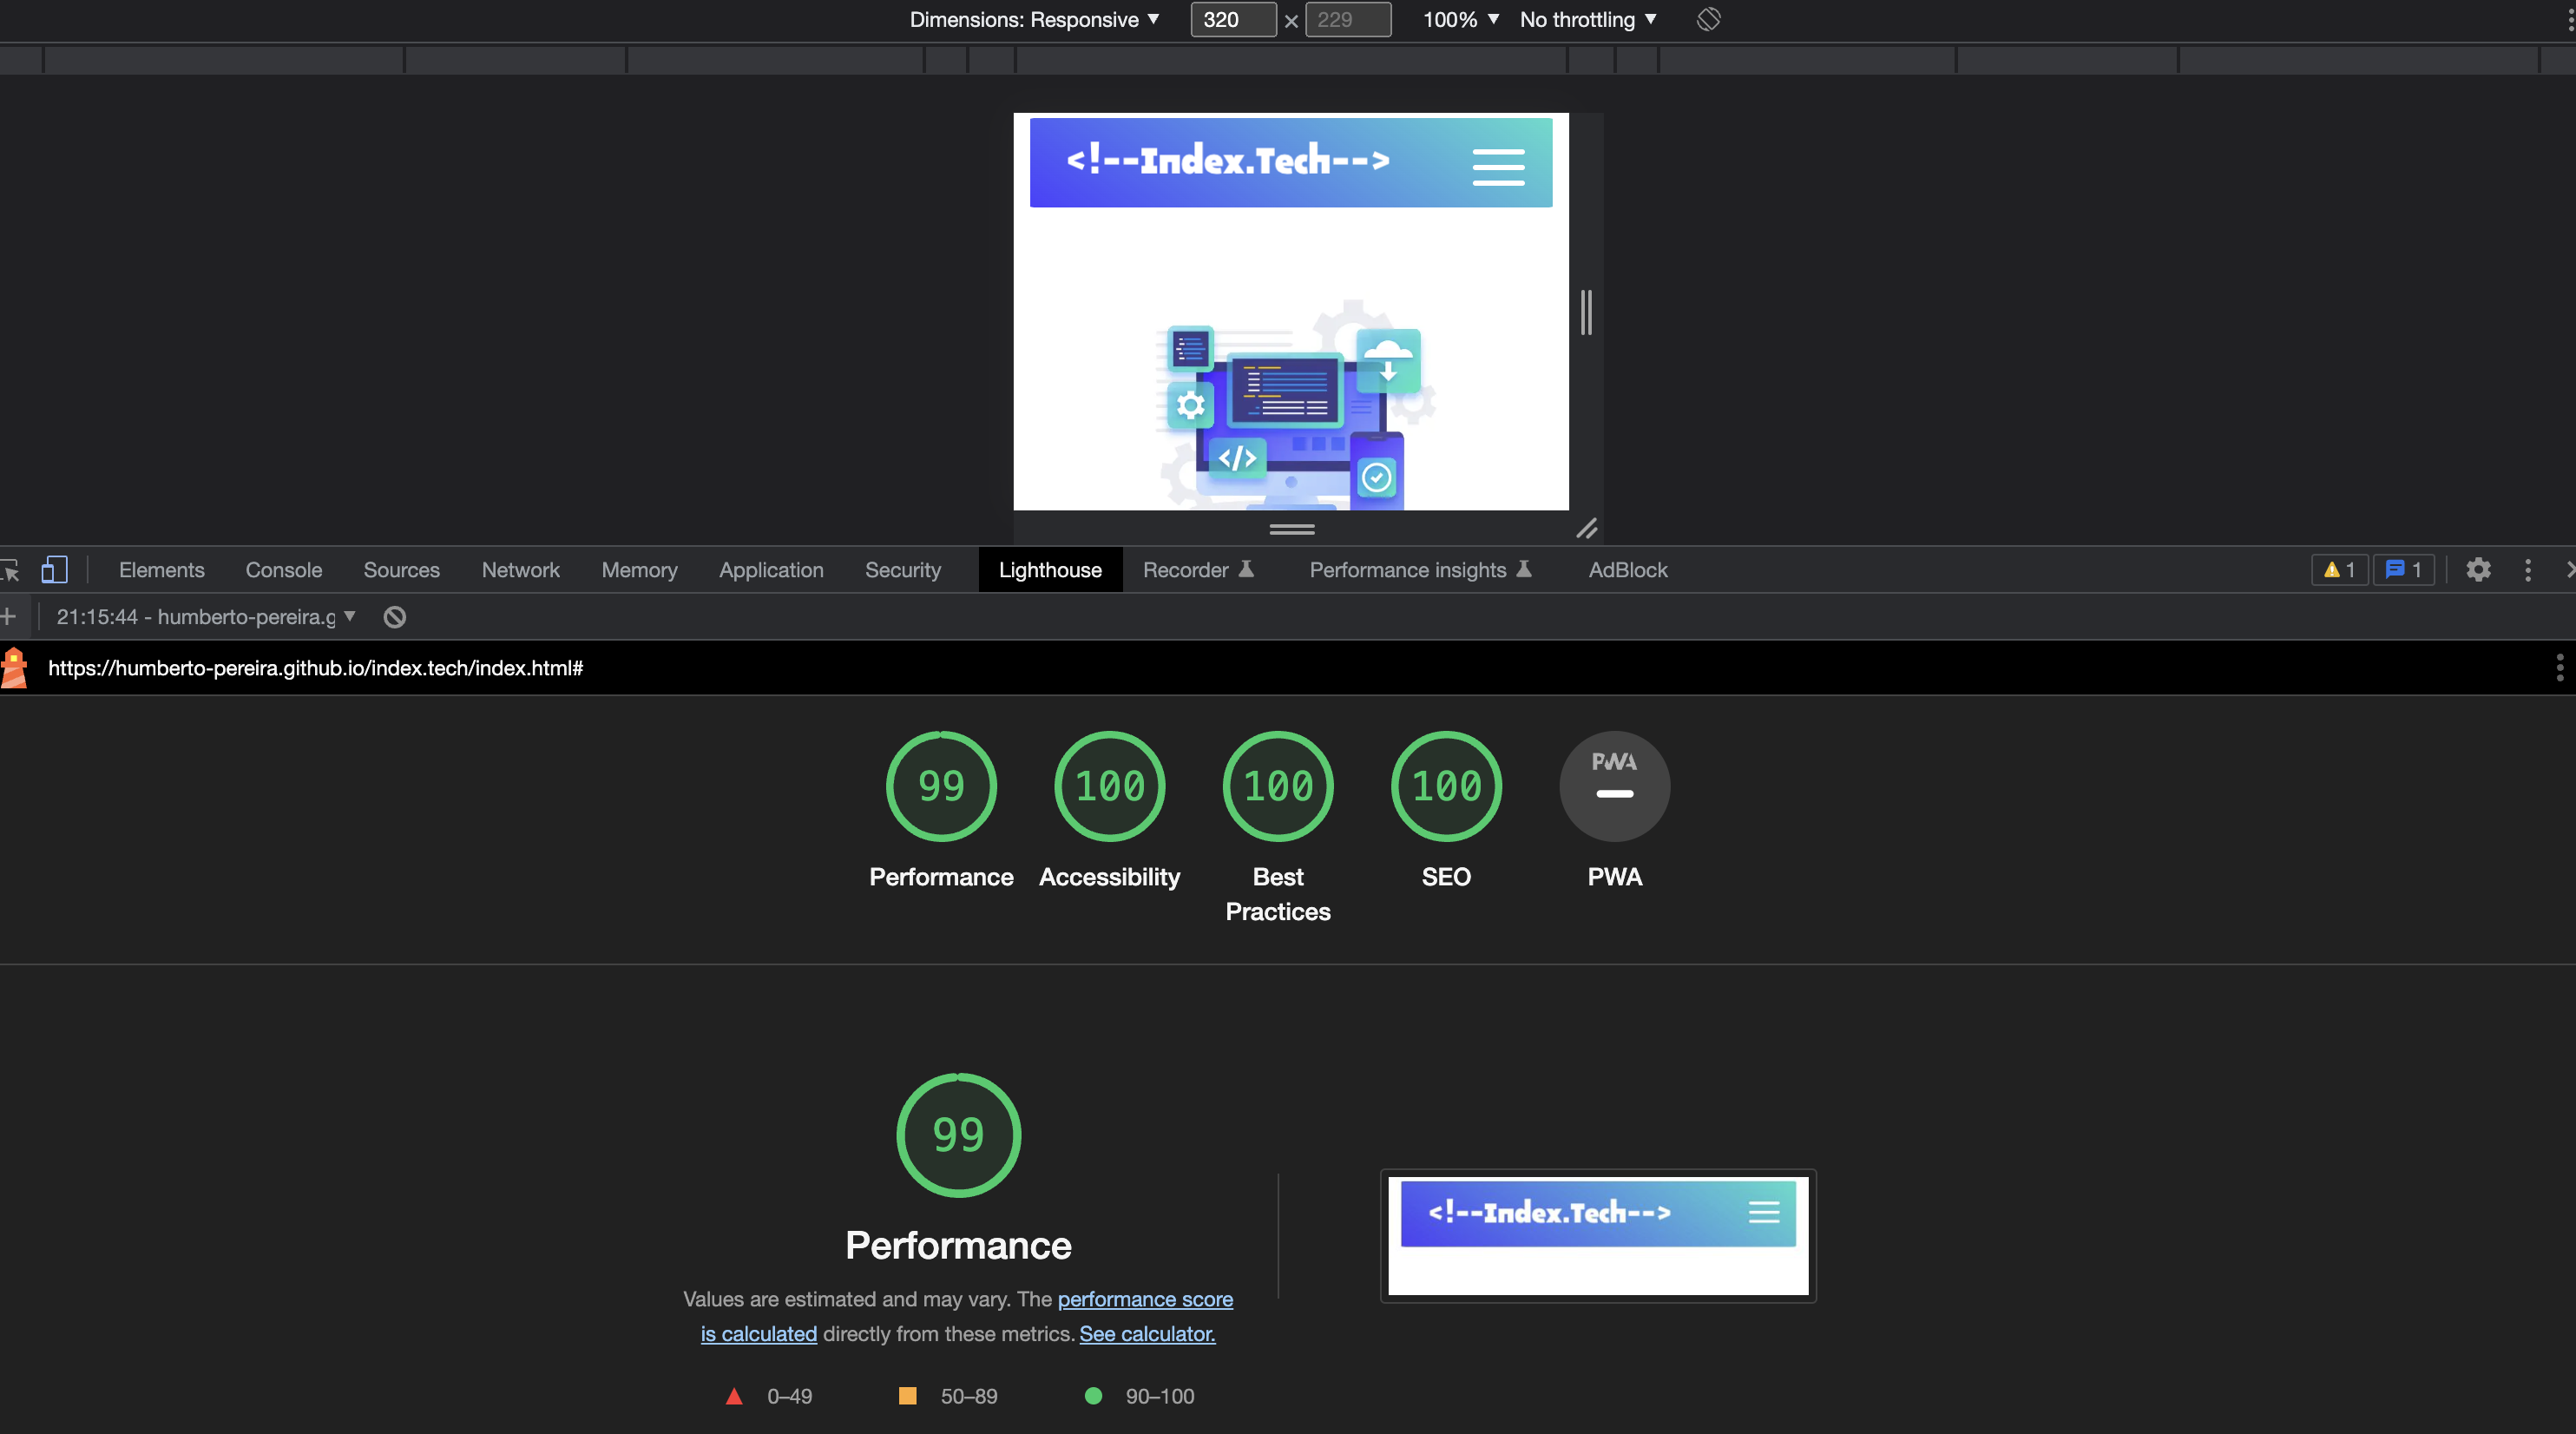 Dimensions: Responsive ▼ 320 × 229 100% ▼ No throttling ▼
<!--Index.Tech-->
</>
Elements Console Sources Network Memory Application Security Lighthouse Recorder Performance insights AdBlock 1 1
21:15:44 - humberto-pereira.g ▼
https://humberto-pereira.github.io/index.tech/index.html#
99 100 100 100 PWA
Performance Accessibility Best Practices SEO PWA
99
<!--Index.Tech-->
Performance
Values are estimated and may vary. The performance score
is calculated directly from these metrics. See calculator.
0–49 50–89 90–100